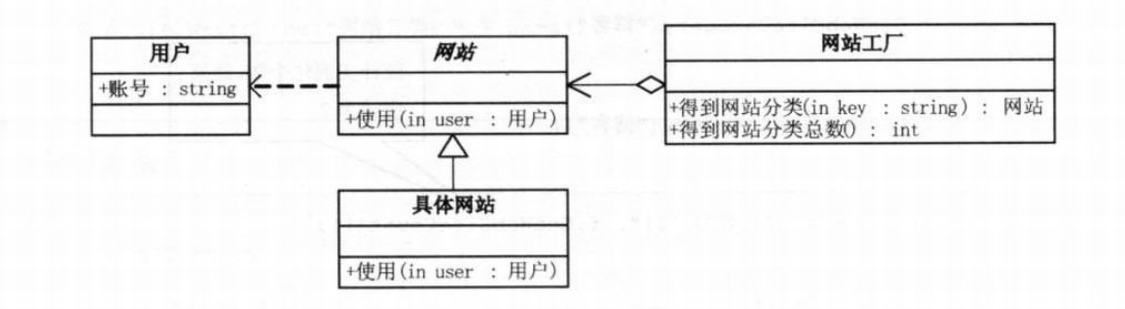 用户
+账号 : string
网站
+使用(in user : 用户)
网站工厂
+得到网站分类(in key : string) : 网站
+得到网站分类总数() : int
具体网站
+使用(in user : 用户)